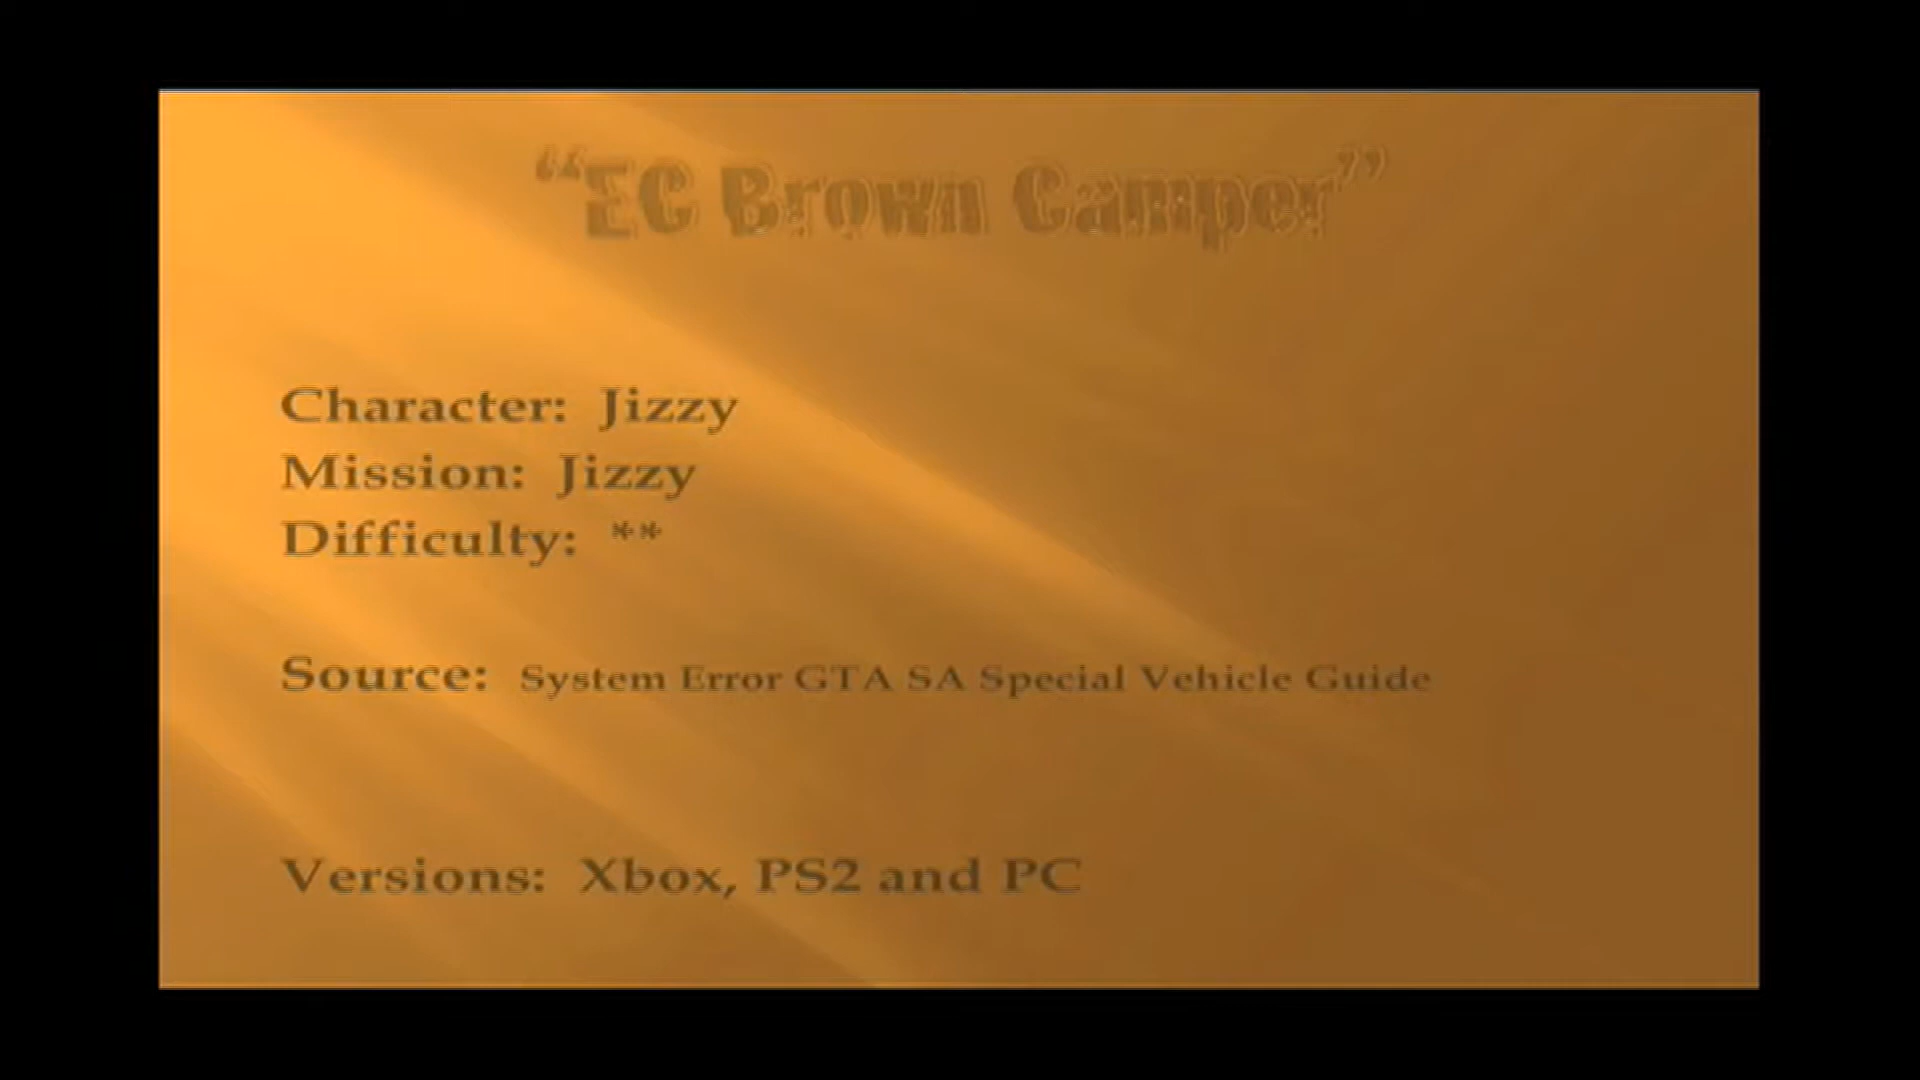 “EC Brown Camper”
Character: Jizzy
Mission: Jizzy
Difficulty: **
Source: System Error GTA SA Special Vehicle Guide
Versions: Xbox, PS2 and PC